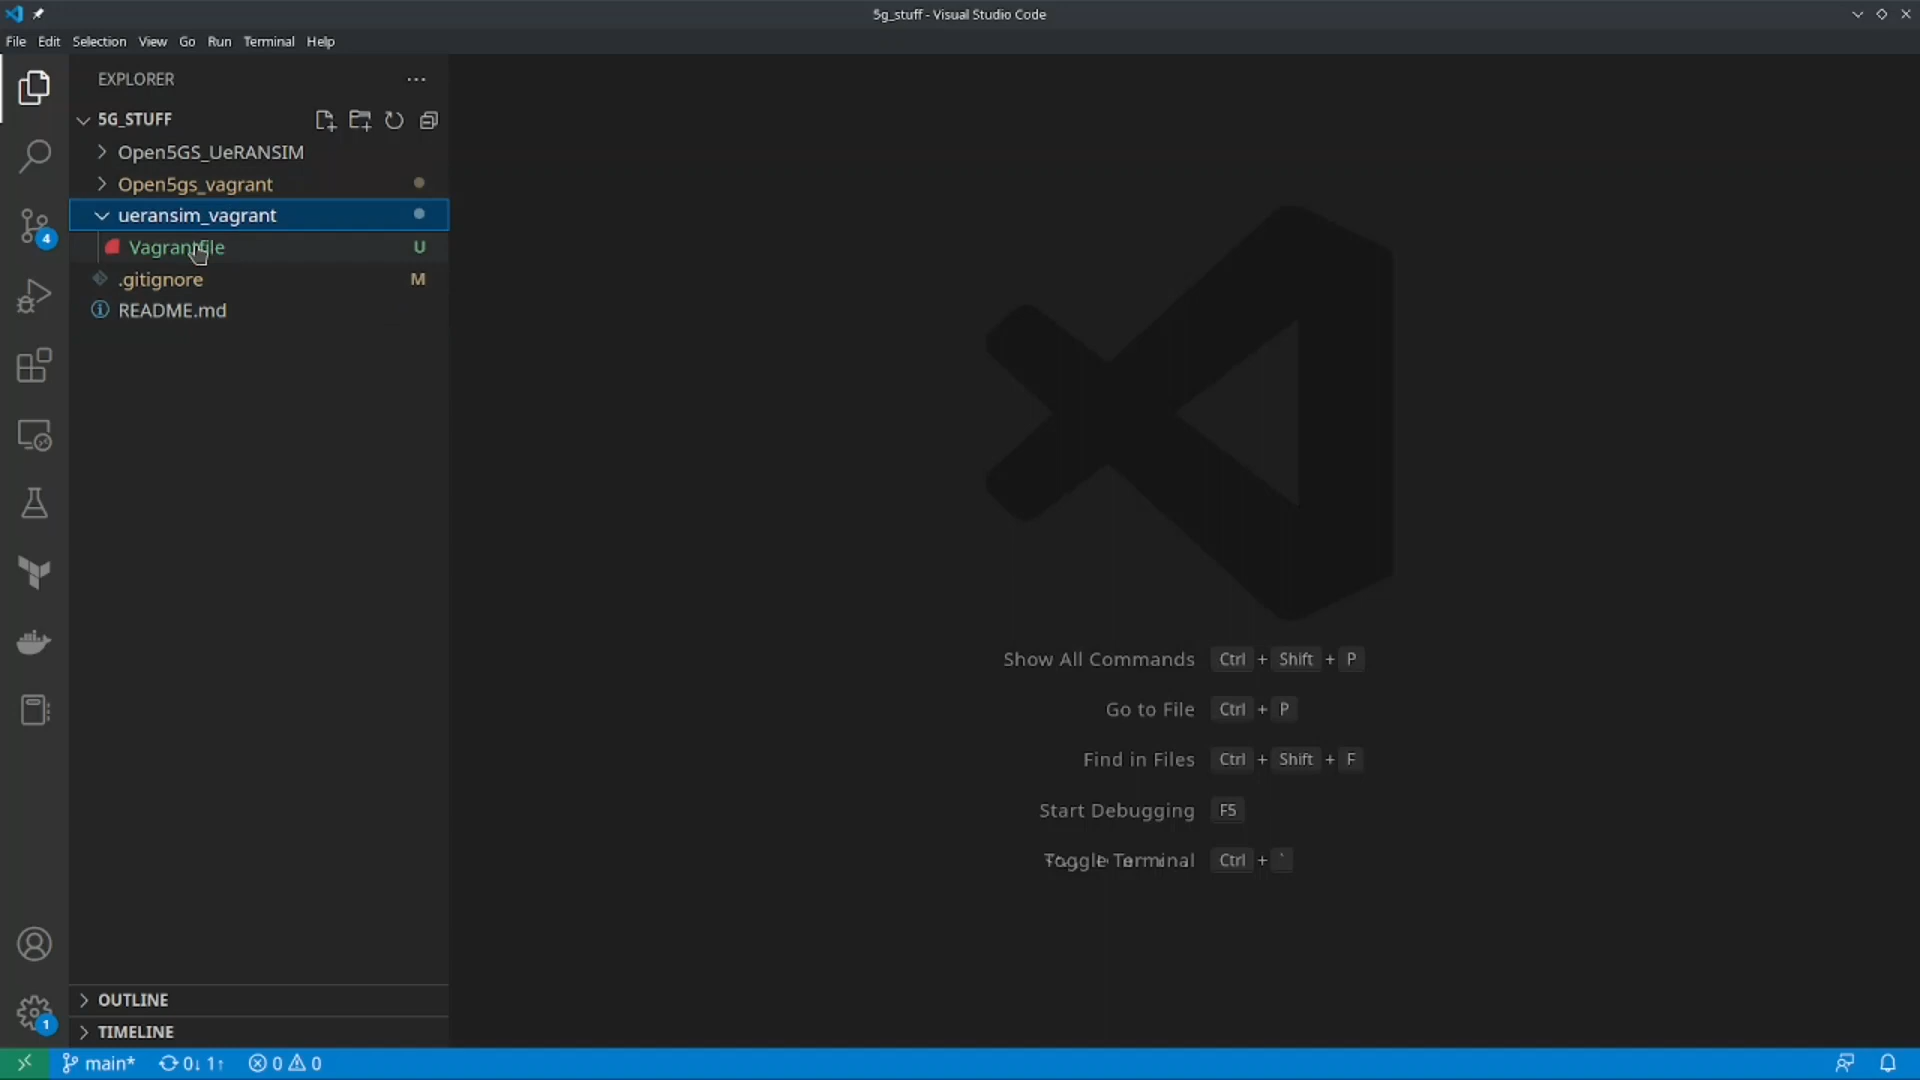 5g_stuff - Visual Studio Code
File Edit Selection View Go Run Terminal Help
EXPLORER
5G_STUFF
Open5GS_UeRANSIM
Open5gs_vagrant
ueransim_vagrant
Vagrantfile U
.gitignore M
README.md
4
Show All Commands Ctrl + Shift + P
Go to File Ctrl + P
Find in Files Ctrl + Shift + F
Start Debugging F5
Toggle Terminal Ctrl + `
OUTLINE
1
TIMELINE
main* 0↓ 1↑ 0 0